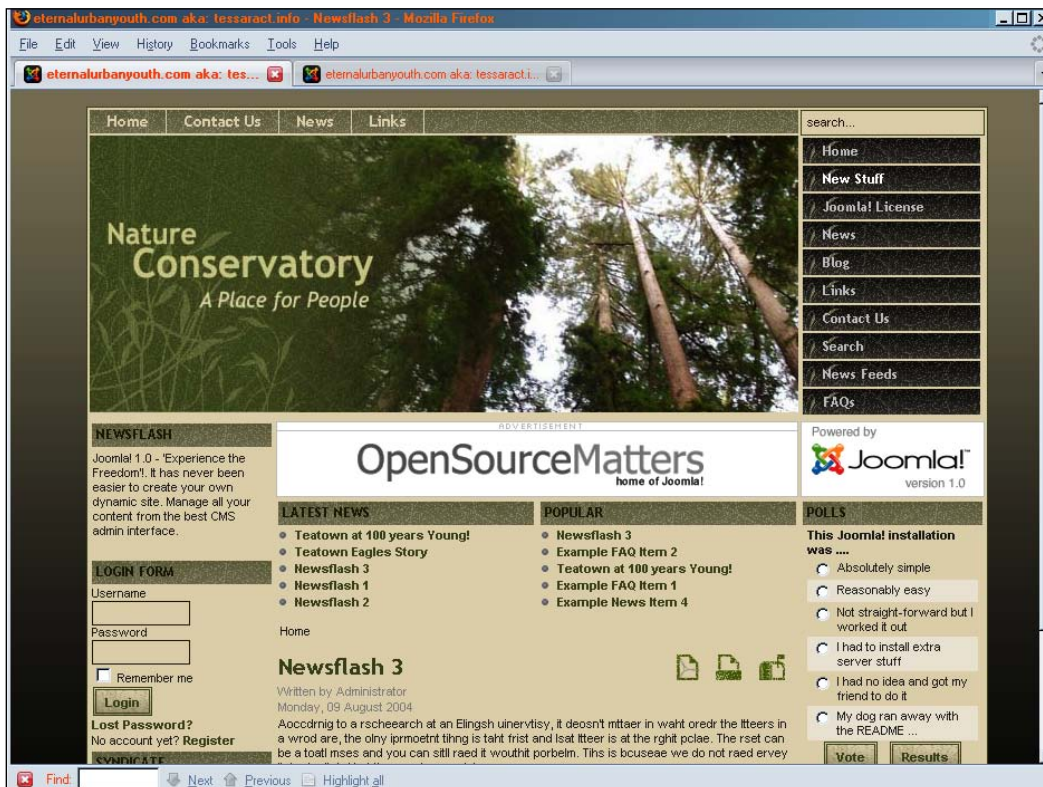 eternalurbanyouth.com aka: tessaract.info - Newsflash 3 - Mozilla Firefox
File Edit View History Bookmarks Tools Help
eternalurbanyouth.com aka: tes...
eternalurbanyouth.com aka: tessaract.i...
Home Contact Us News Links
search...
Nature
Conservatory
A Place for People
Home
New Stuff
Joomla! License
News
Blog
Links
Contact Us
Search
News Feeds
FAQs
NEWSFLASH
Joomla! 1.0 - 'Experience the
Freedom'!. It has never been
easier to create your own
dynamic site. Manage all your
content from the best CMS
admin interface.
LOGIN FORM
Username
Password
Remember me
Login
Lost Password?
No account yet? Register
SYNDICATE
ADVERTISEMENT
OpenSourceMatters
home of Joomla!
LATEST NEWS
Teatown at 100 years Young!
Teatown Eagles Story
Newsflash 3
Newsflash 1
Newsflash 2
POPULAR
Newsflash 3
Example FAQ Item 2
Teatown at 100 years Young!
Example FAQ Item 1
Example News Item 4
Home
Newsflash 3
Written by Administrator
Monday, 09 August 2004
Aoccdrnig to a rscheearch at an Elingsh uinervtisy, it deosn't mttaer in waht oredr the ltteers in
a wrod are, the olny iprmoetnt tihng is taht frist and lsat ltteer is at the rghit pclae. The rset can
be a toatl mses and you can sitll raed it wouthit porbelm. Tihs is bcuseae we do not raed ervey
Powered by
Joomla!™
version 1.0
POLLS
This Joomla! installation
was ....
Absolutely simple
Reasonably easy
Not straight-forward but I
worked it out
I had to install extra
server stuff
I had no idea and got my
friend to do it
My dog ran away with
the README ...
Vote Results
Find: Next Previous Highlight all